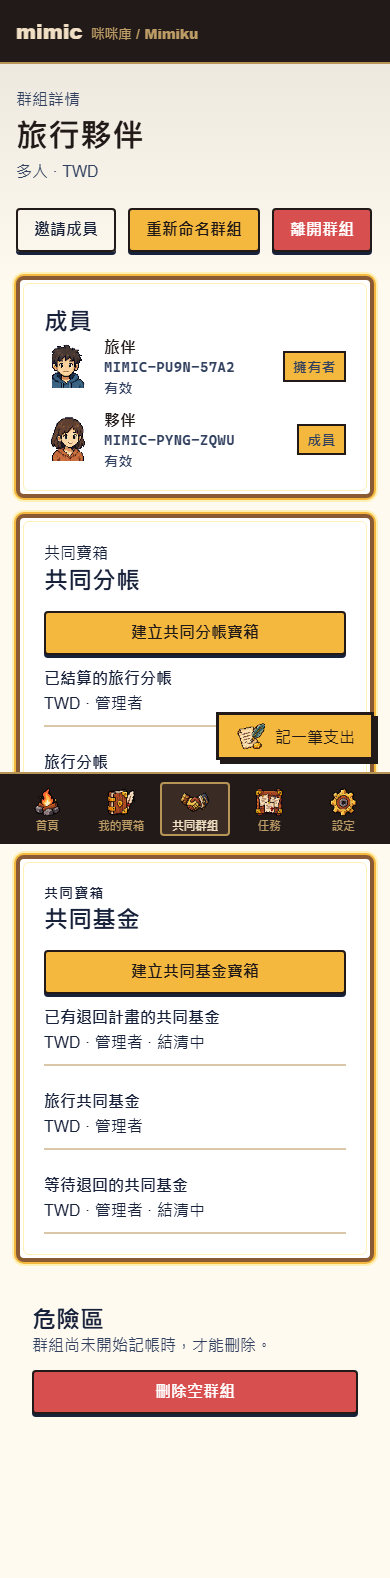 mimic 咪咪庫 / Mimiku
群組詳情
旅行夥伴
多人 · TWD
邀請成員 重新命名群組 離開群組
成員
旅伴
MIMIC-PU9N-57A2
有效
擁有者
夥伴
MIMIC-PYNG-ZQWU
有效
成員
共同寶箱
共同分帳
建立共同分帳寶箱
已結算的旅行分帳
TWD · 管理者
記一筆支出
旅行分帳
首頁 我的寶箱 共同群組 任務 設定
共同寶箱
共同基金
建立共同基金寶箱
已有退回計畫的共同基金
TWD · 管理者 · 結清中
旅行共同基金
TWD · 管理者
等待退回的共同基金
TWD · 管理者 · 結清中
危險區
群組尚未開始記帳時，才能刪除。
刪除空群組